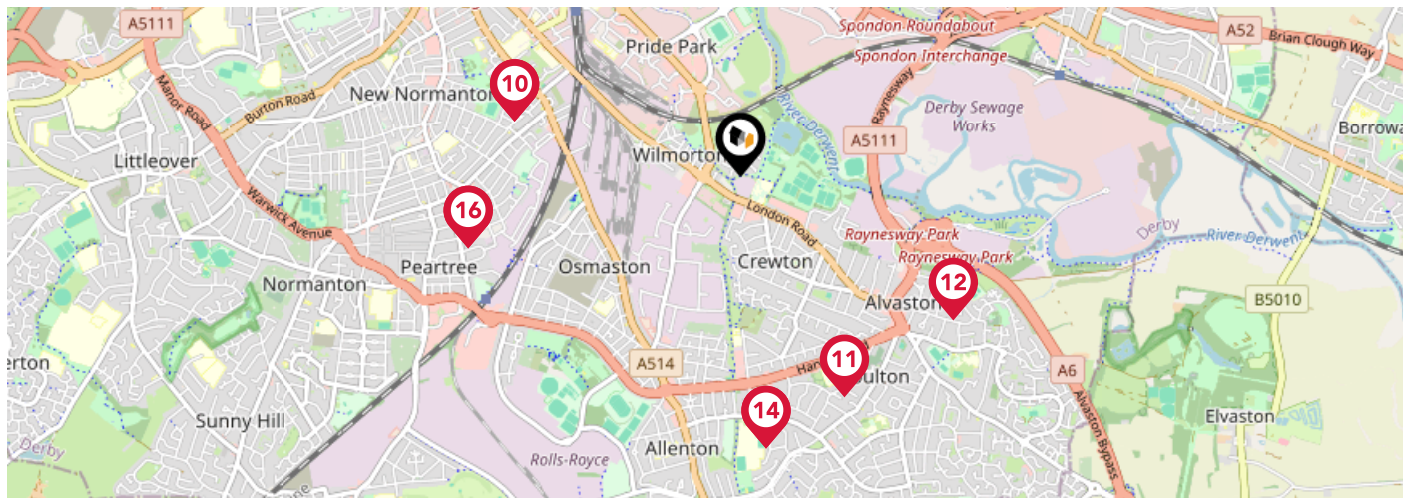 A5111
Spondon Roundabout
A52
Brian Clough Way
Pride Park
Spondon Interchange
Manor Road
Burton Road
New Normanton
10
Raynesway
River Derwent
Derby Sewage
Works
A5111
Borrowa
Littleover
Wilmorton
Warwick Avenue
16
London Road
Raynesway Park
Derby
River Derwent
Raynesway Park
Peartree
Osmaston
Crewton
12
Normanton
Alvaston
B5010
erton
A514
Har
11
oulton
A6
Alvaston Bypass
14
Sunny Hill
Elvaston
Derby
Allenton
Rolls-Royce
ne